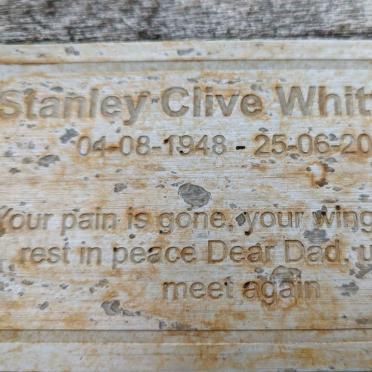 Stanley Clive Whit
04-08-1948 - 25-06-20
Your pain is gone, your wing
rest in peace Dear Dad, u
meet again